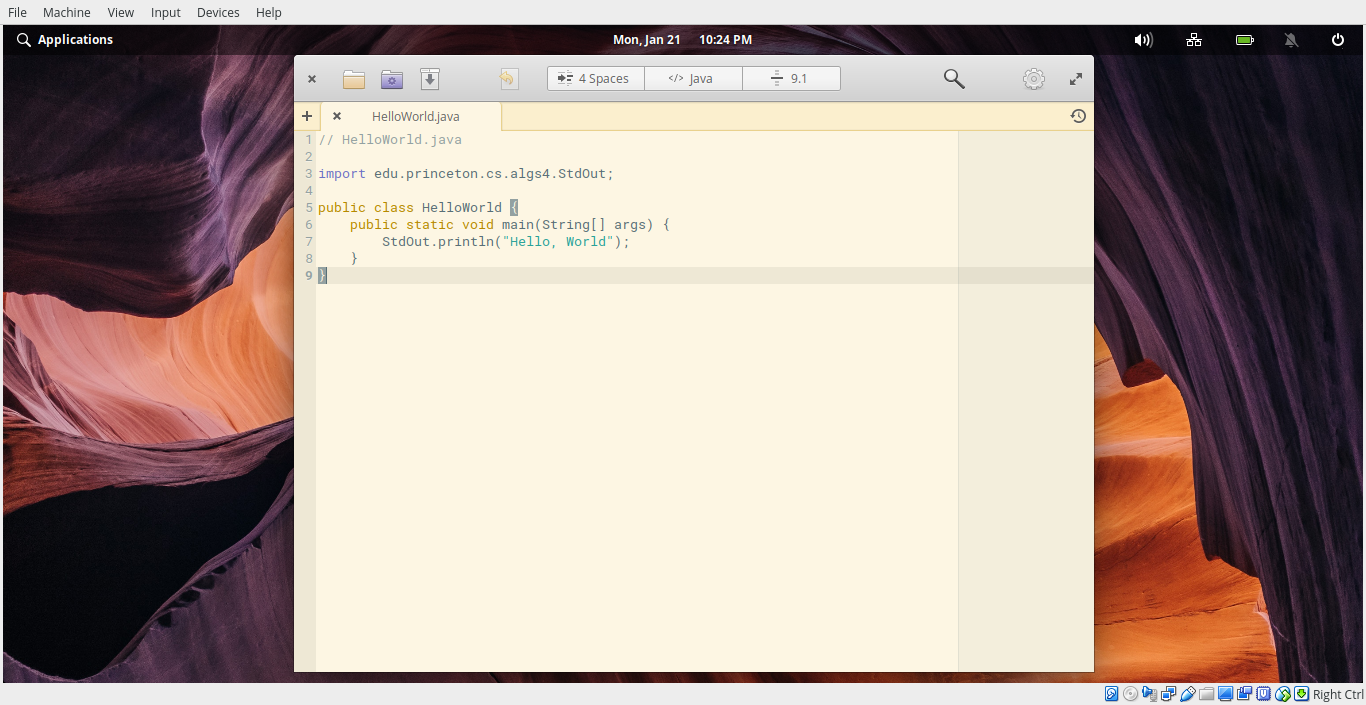 File Machine View Input Devices Help
Applications Mon, Jan 21 10:24 PM
4 Spaces </> Java 9.1
HelloWorld.java
1 // HelloWorld.java
2
3 import edu.princeton.cs.algs4.StdOut;
4
5 public class HelloWorld {
6     public static void main(String[] args) {
7         StdOut.println("Hello, World");
8     }
9 }
Right Ctrl